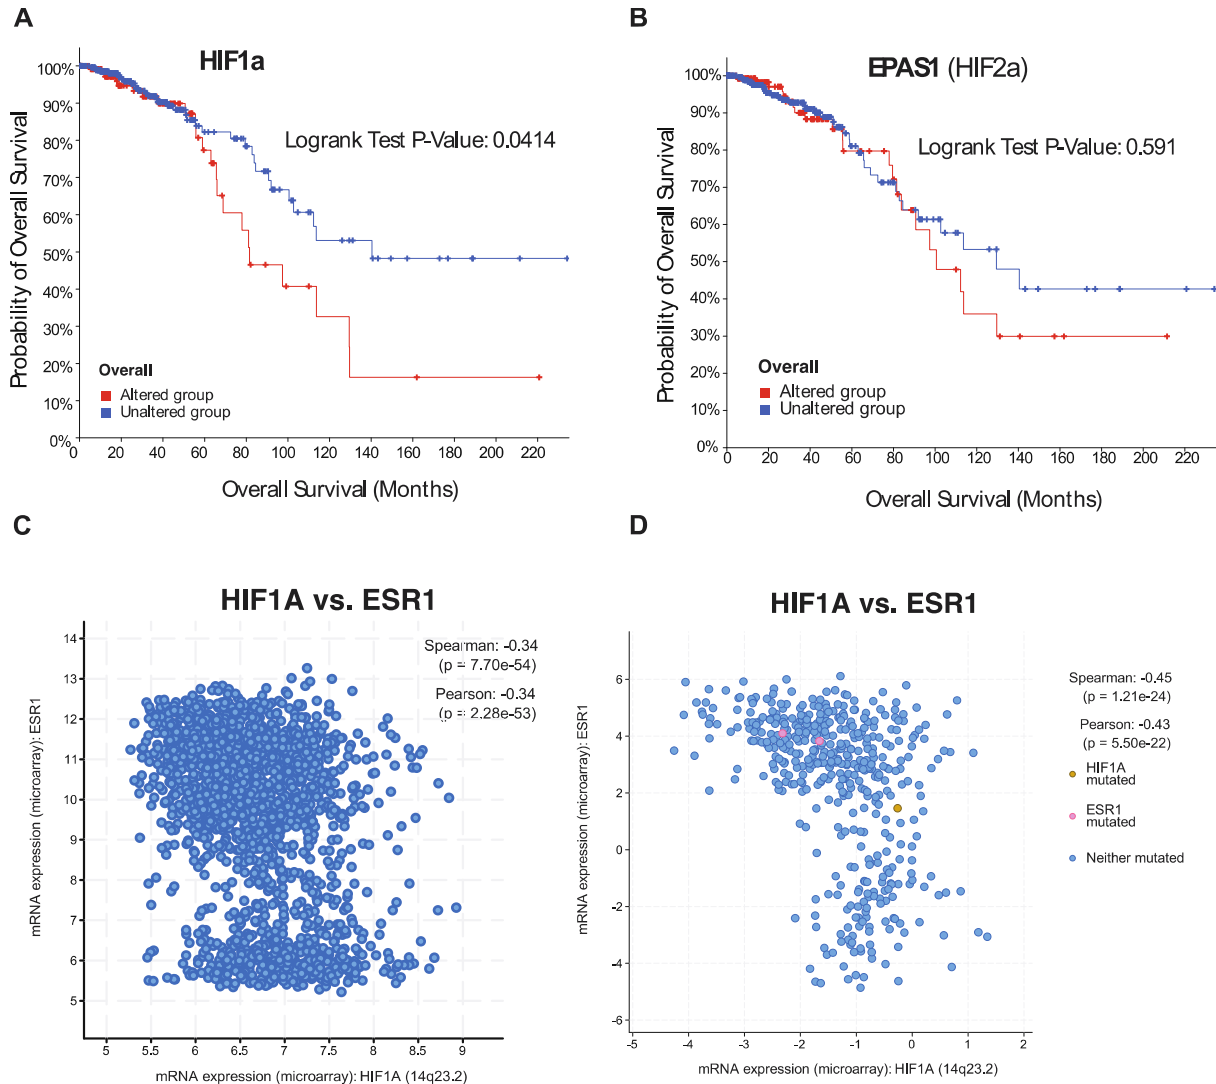 A
HIF1a
Logrank Test P-Value: 0.0414
Probability of Overall Survival
100%
90%
80%
70%
60%
50%
40%
30%
20%
10%
0%
Overall
Altered group
Unaltered group
0 20 40 60 80 100 120 140 160 180 200 220
Overall Survival (Months)
B
EPAS1 (HIF2a)
Logrank Test P-Value: 0.591
Probability of Overall Survival
100%
90%
80%
70%
60%
50%
40%
30%
20%
10%
0%
Overall
Altered group
Unaltered group
0 20 40 60 80 100 120 140 160 180 200 220
Overall Survival (Months)
C
HIF1A vs. ESR1
Spearman: -0.34
(p = 7.70e-54)
Pearson: -0.34
(p = 2.28e-53)
mRNA expression (microarray): ESR1
14
13
12
11
10
9
8
7
6
5
5 5.5 6 6.5 7 7.5 8 8.5 9
mRNA expression (microarray): HIF1A (14q23.2)
D
HIF1A vs. ESR1
Spearman: -0.45
(p = 1.21e-24)
Pearson: -0.43
(p = 5.50e-22)
HIF1A
mutated
ESR1
mutated
Neither mutated
mRNA expression (microarray): ESR1
6
4
2
0
-2
-4
-6
-5 -4 -3 -2 -1 0 1 2
mRNA expression (microarray): HIF1A (14q23.2)